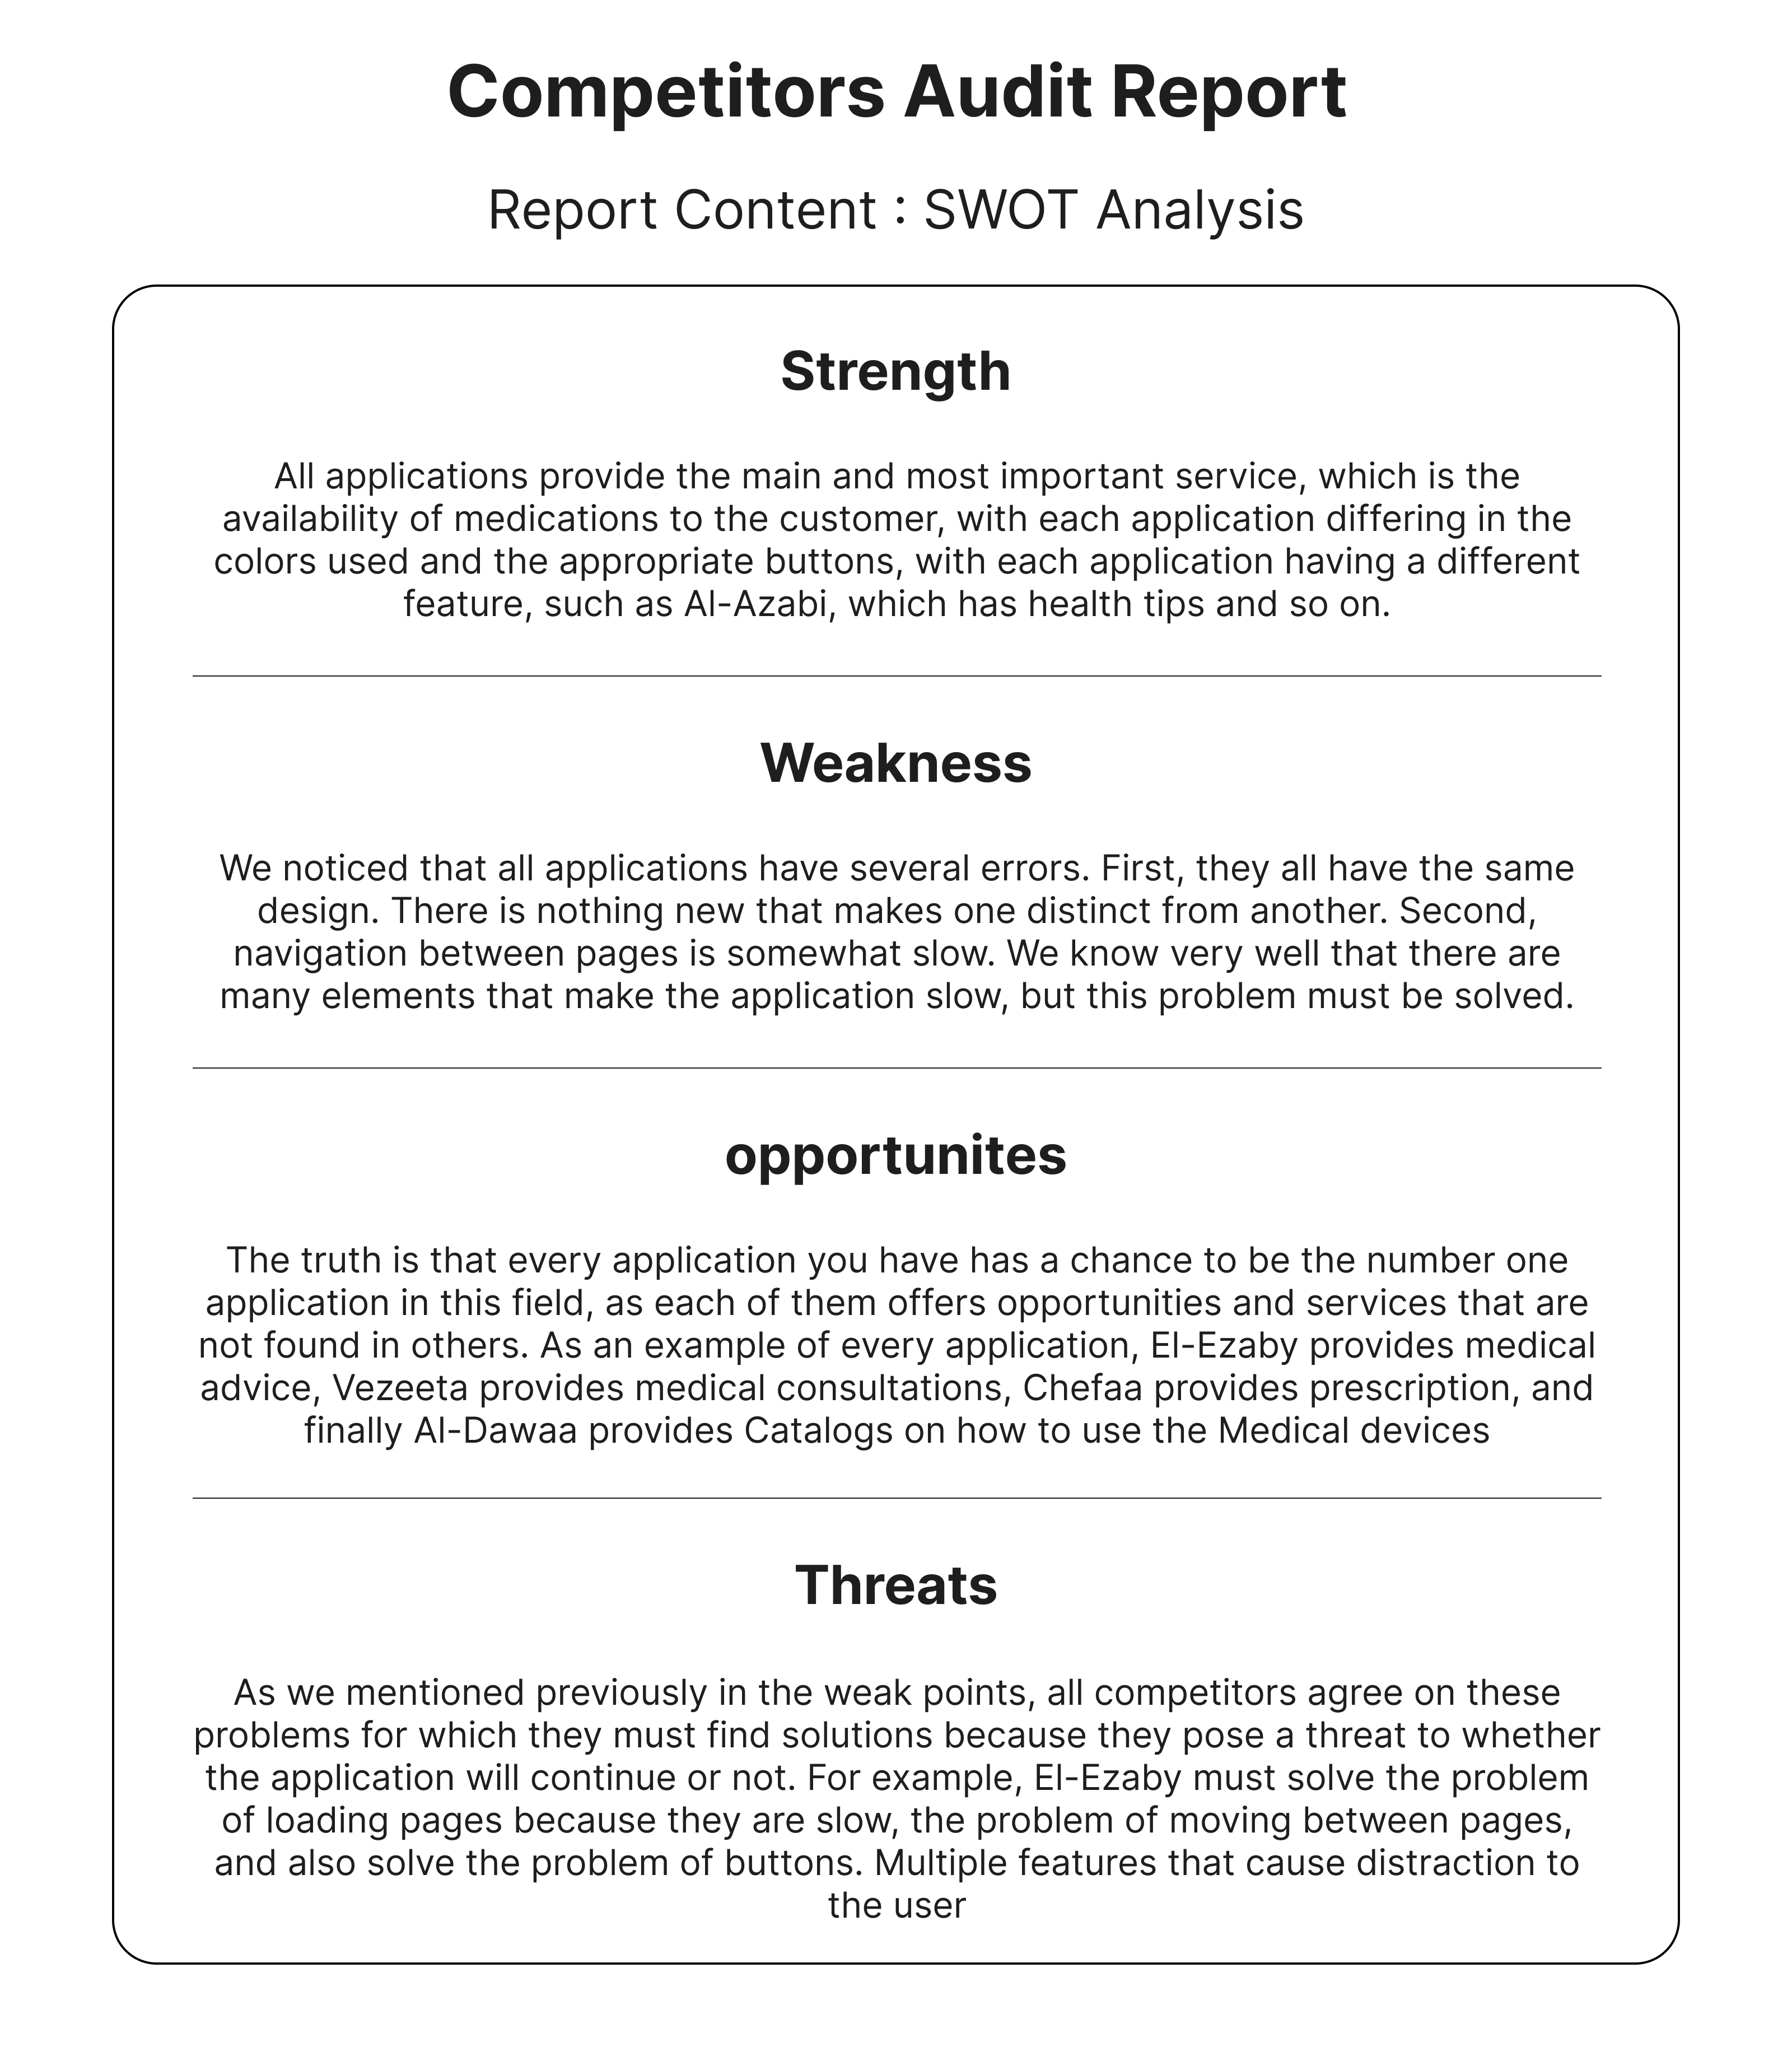 Competitors Audit Report
Report Content : SWOT Analysis
Strength
All applications provide the main and most important service, which is the
availability of medications to the customer, with each application differing in the
colors used and the appropriate buttons, with each application having a different
feature, such as Al-Azabi, which has health tips and so on.
Weakness
We noticed that all applications have several errors. First, they all have the same
design. There is nothing new that makes one distinct from another. Second,
navigation between pages is somewhat slow. We know very well that there are
many elements that make the application slow, but this problem must be solved.
opportunites
The truth is that every application you have has a chance to be the number one
application in this field, as each of them offers opportunities and services that are
not found in others. As an example of every application, El-Ezaby provides medical
advice, Vezeeta provides medical consultations, Chefaa provides prescription, and
finally Al-Dawaa provides Catalogs on how to use the Medical devices
Threats
As we mentioned previously in the weak points, all competitors agree on these
problems for which they must find solutions because they pose a threat to whether
the application will continue or not. For example, El-Ezaby must solve the problem
of loading pages because they are slow, the problem of moving between pages,
and also solve the problem of buttons. Multiple features that cause distraction to
the user